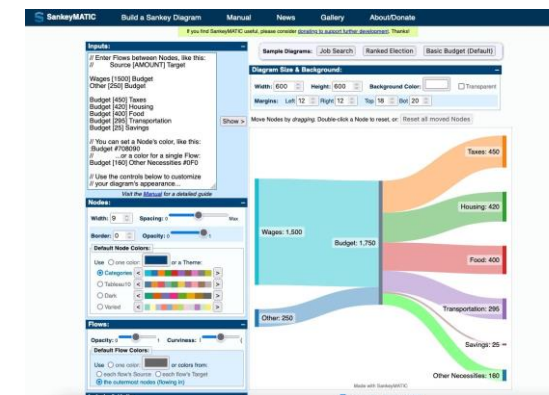 SankeyMATIC
Build a Sankey Diagram
Manual
News
Gallery
About/Donate
If you find SankeyMATIC useful, please consider donating to support further development. Thanks!
Inputs:
// Enter Flows between Nodes, like this:
// Source [AMOUNT] Target
Wages [1500] Budget
Other [250] Budget
Budget [450] Taxes
Budget [420] Housing
Budget [400] Food
Budget [295] Transportation
Budget [25] Savings
// You can set a Node's color, like this:
:Budget #708090
// ...or a color for a single Flow:
Budget [160] Other Necessities #0F0
// Use the controls below to customize
// your diagram's appearance...
Visit the Manual for a detailed guide
Show >
Nodes:
Width: 9 Spacing: 0 Max
Border: 0 Opacity: 0 1
Default Node Colors:
Use one color: or a Theme:
Categories < >
Tableau10 < >
Dark < >
Varied < >
Flows:
Opacity: 0 1 Curviness:
Default Flow Colors:
Use one color: or colors from:
each flow's Source each flow's Target
the outermost nodes (flowing in)
Sample Diagrams: Job Search Ranked Election Basic Budget (Default)
Diagram Size & Background:
Width: 600 Height: 600 Background Color: Transparent
Margins: Left 12 Right 12 Top 18 Bot 20
Move Nodes by dragging. Double-click a Node to reset, or: Reset all moved Nodes
Taxes: 450
Housing: 420
Wages: 1,500
Budget: 1,750
Food: 400
Transportation: 295
Other: 250
Savings: 25
Other Necessities: 160
Made with SankeyMATIC